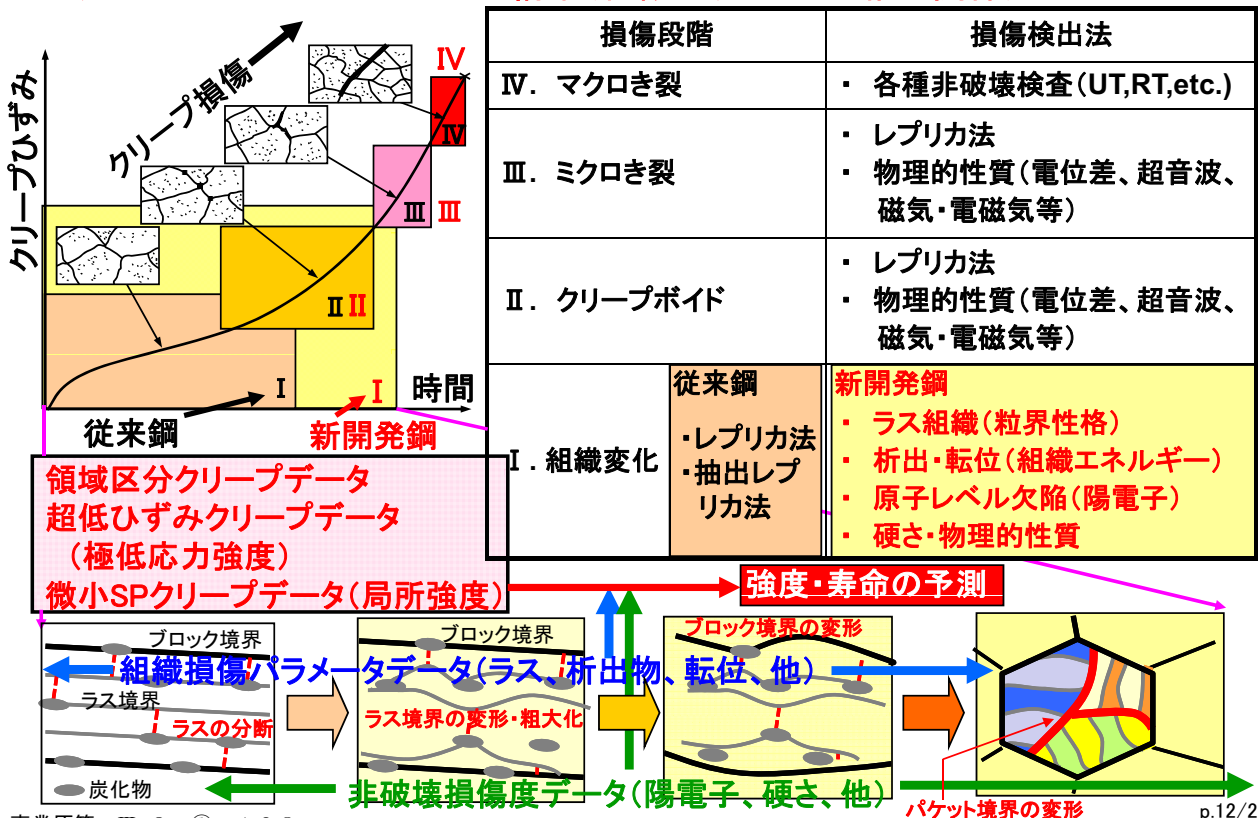 クリープひずみ
クリープ損傷
Ⅳ
Ⅳ
Ⅲ Ⅲ
Ⅱ Ⅱ
Ⅰ Ⅰ 時間
従来鋼 新開発鋼
損傷段階 損傷検出法
Ⅳ. マクロき裂 ・ 各種非破壊検査(UT,RT,etc.)
Ⅲ. ミクロき裂
・ レプリカ法
・ 物理的性質(電位差、超音波、
磁気・電磁気等)
Ⅱ. クリープボイド
・ レプリカ法
・ 物理的性質(電位差、超音波、
磁気・電磁気等)
Ⅰ.組織変化
従来鋼
・レプリカ法
・抽出レプ
リカ法
新開発鋼
・ ラス組織(粒界性格)
・ 析出・転位(組織エネルギー)
・ 原子レベル欠陥(陽電子)
・ 硬さ・物理的性質
領域区分クリープデータ
超低ひずみクリープデータ
(極低応力強度)
微小SPクリープデータ(局所強度)
強度・寿命の予測
ブロック境界 ブロック境界 ブロック境界の変形
組織損傷パラメータデータ(ラス、析出物、転位、他)
ラス境界
ラスの分断
ラス境界の変形・粗大化
炭化物
非破壊損傷度データ(陽電子、硬さ、他)
パケット境界の変形
p.12/2